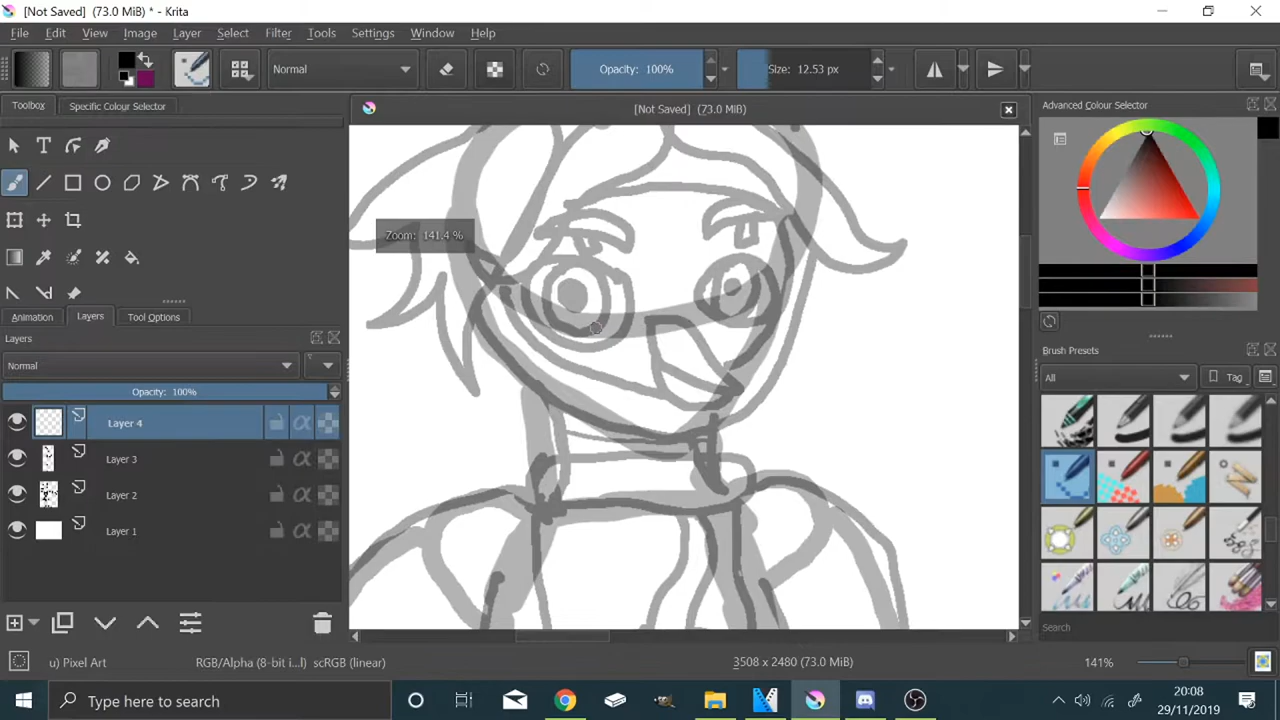 [Not Saved] (73.0 MiB) * - Krita
File Edit View Image Layer Select Filter Tools Settings Window Help
Normal
Opacity: 100%
Size: 12.53 px
Toolbox
Specific Colour Selector
[Not Saved] (73.0 MiB)
Advanced Colour Selector
Zoom: 141.4 %
Animation
Layers
Tool Options
Layers
Normal
Opacity: 100%
Layer 4
Layer 3
Layer 2
Layer 1
Brush Presets
All
Tag
Search
u) Pixel Art
RGB/Alpha (8-bit i...l) scRGB (linear)
3508 x 2480 (73.0 MiB)
141%
Type here to search
20:08
29/11/2019